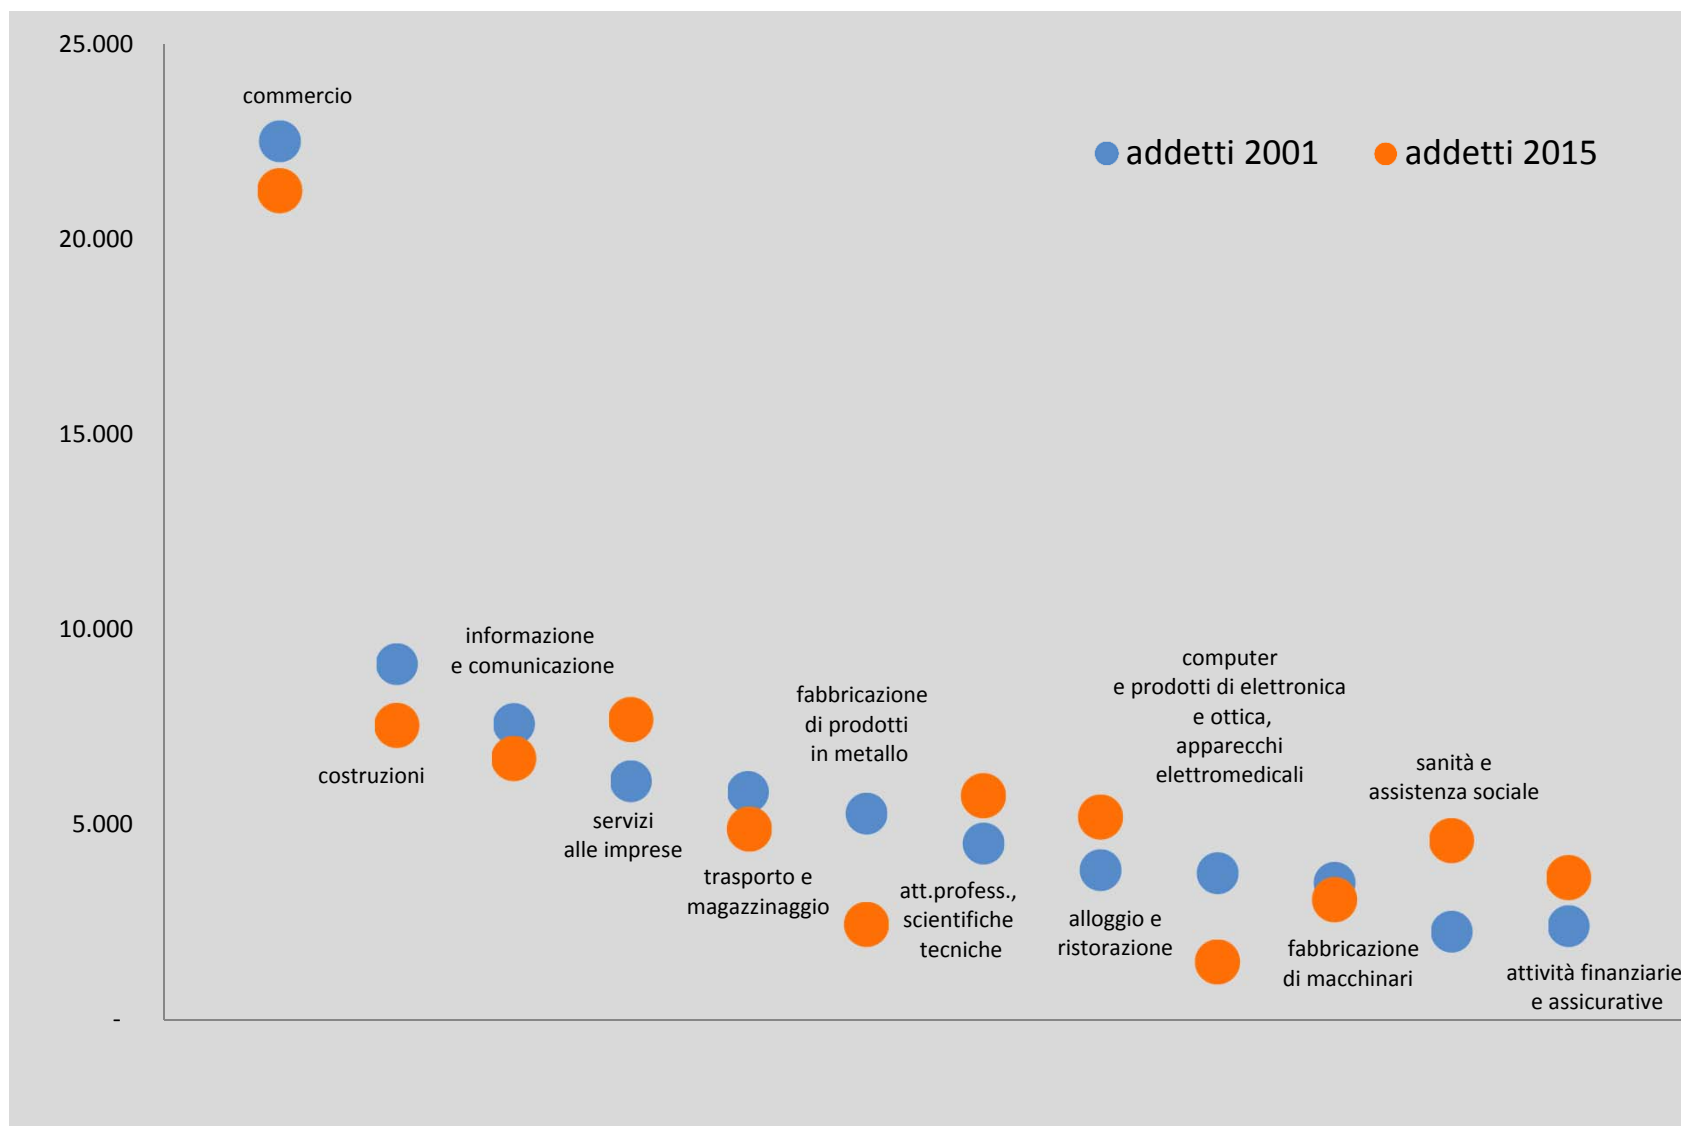 25.000
20.000
15.000
10.000
5.000
-
addetti 2001
addetti 2015
commercio
costruzioni
informazione
e comunicazione
servizi
alle imprese
trasporto e
magazzinaggio
fabbricazione
di prodotti
in metallo
att.profess.,
scientifiche
tecniche
alloggio e
ristorazione
computer
e prodotti di elettronica
e ottica,
apparecchi
elettromedicali
fabbricazione
di macchinari
sanità e
assistenza sociale
attività finanziarie
e assicurative